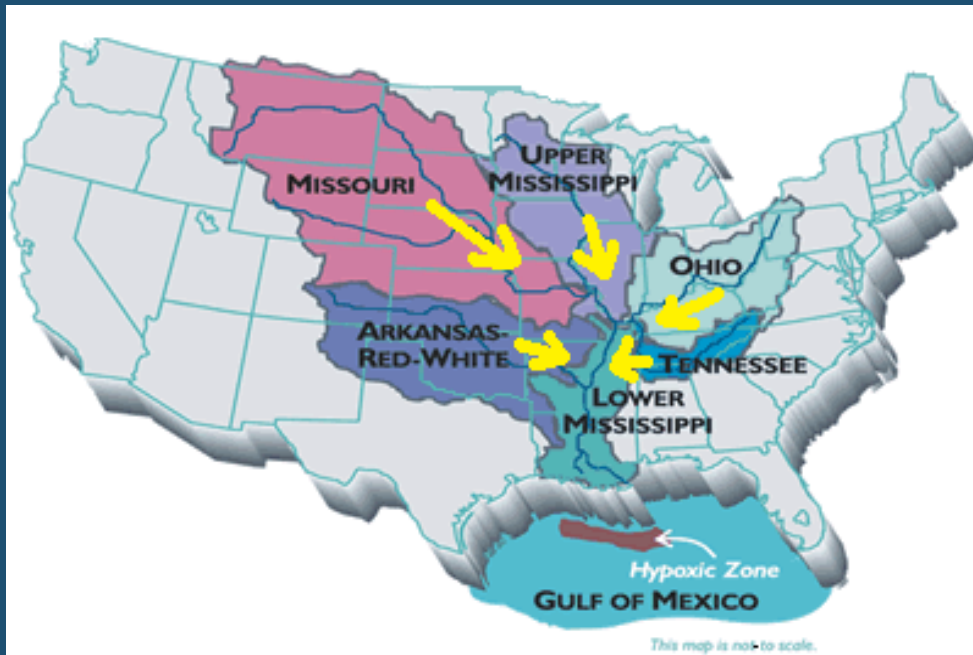 UPPER
MISSISSIPPI
MISSOURI
OHIO
ARKANSAS-
RED-WHITE
TENNESSEE
LOWER
MISSISSIPPI
Hypoxic Zone
GULF OF MEXICO
This map is not to scale.